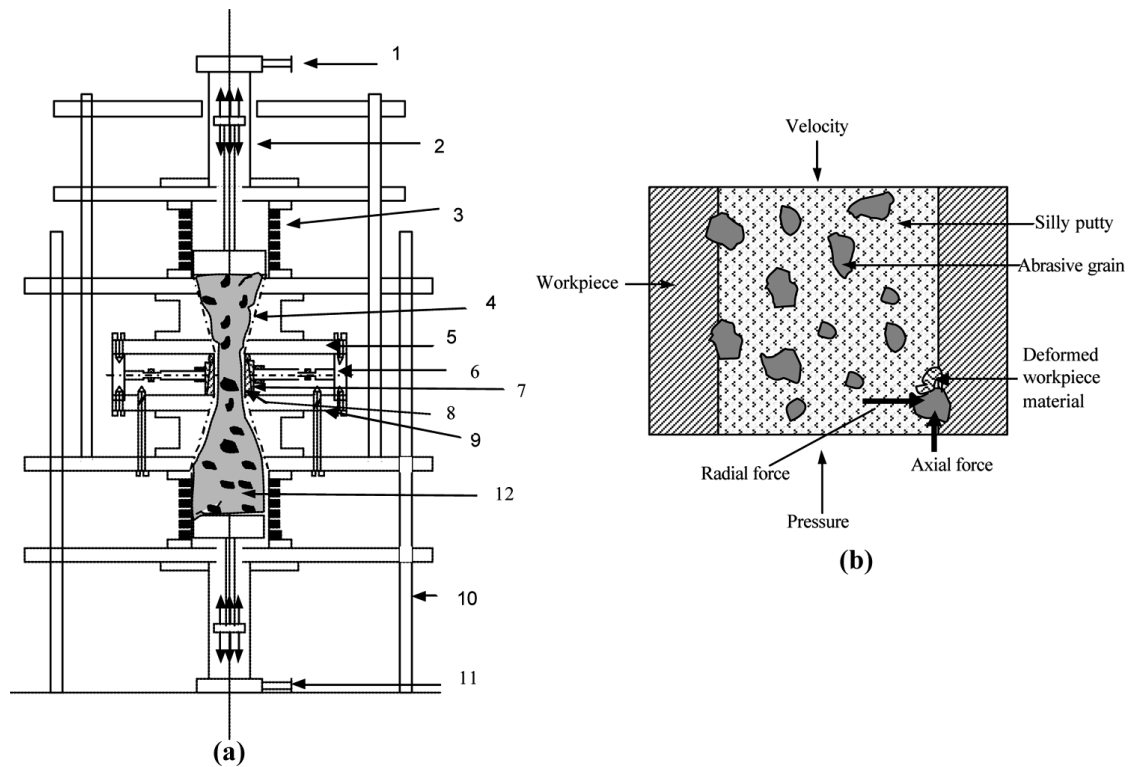 1
2
3
4
5
6
7
8
9
12
10
11
(a)
Velocity
Silly putty
Abrasive grain
Workpiece
Deformed
workpiece
material
Radial force
Axial force
Pressure
(b)